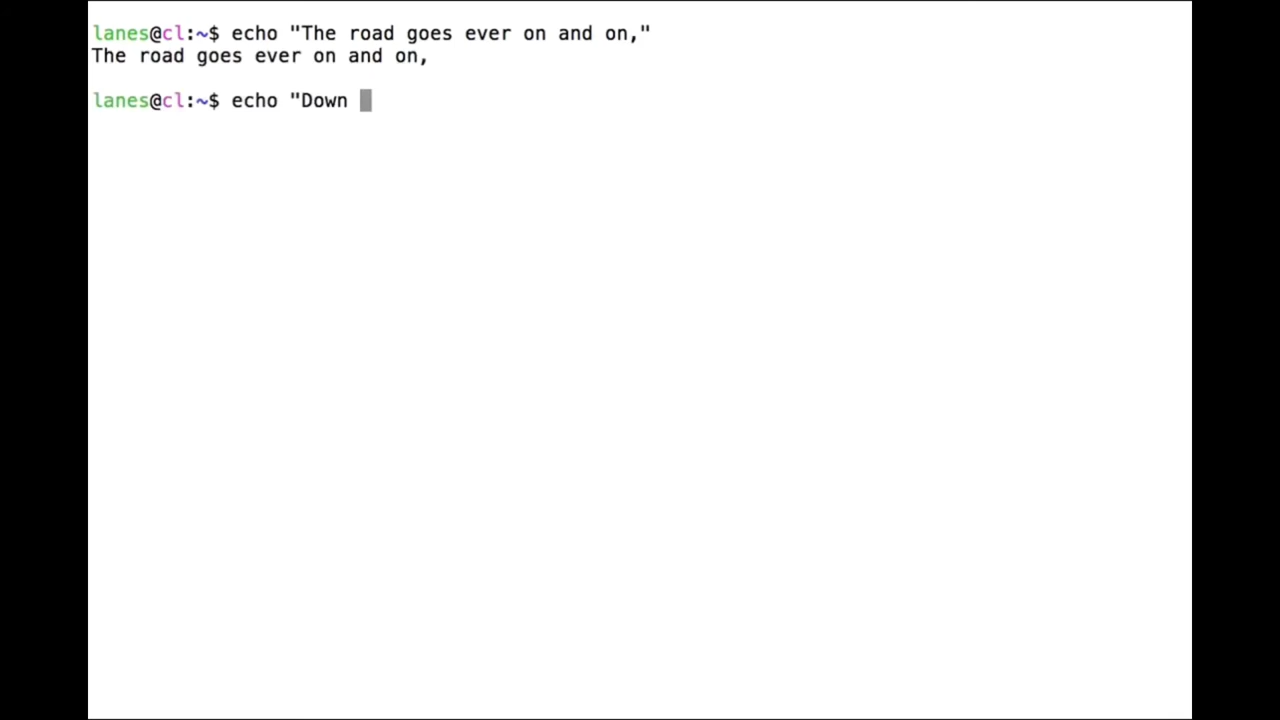 lanes@cl:~$ echo "The road goes ever on and on,"
The road goes ever on and on,
lanes@cl:~$ echo "Down